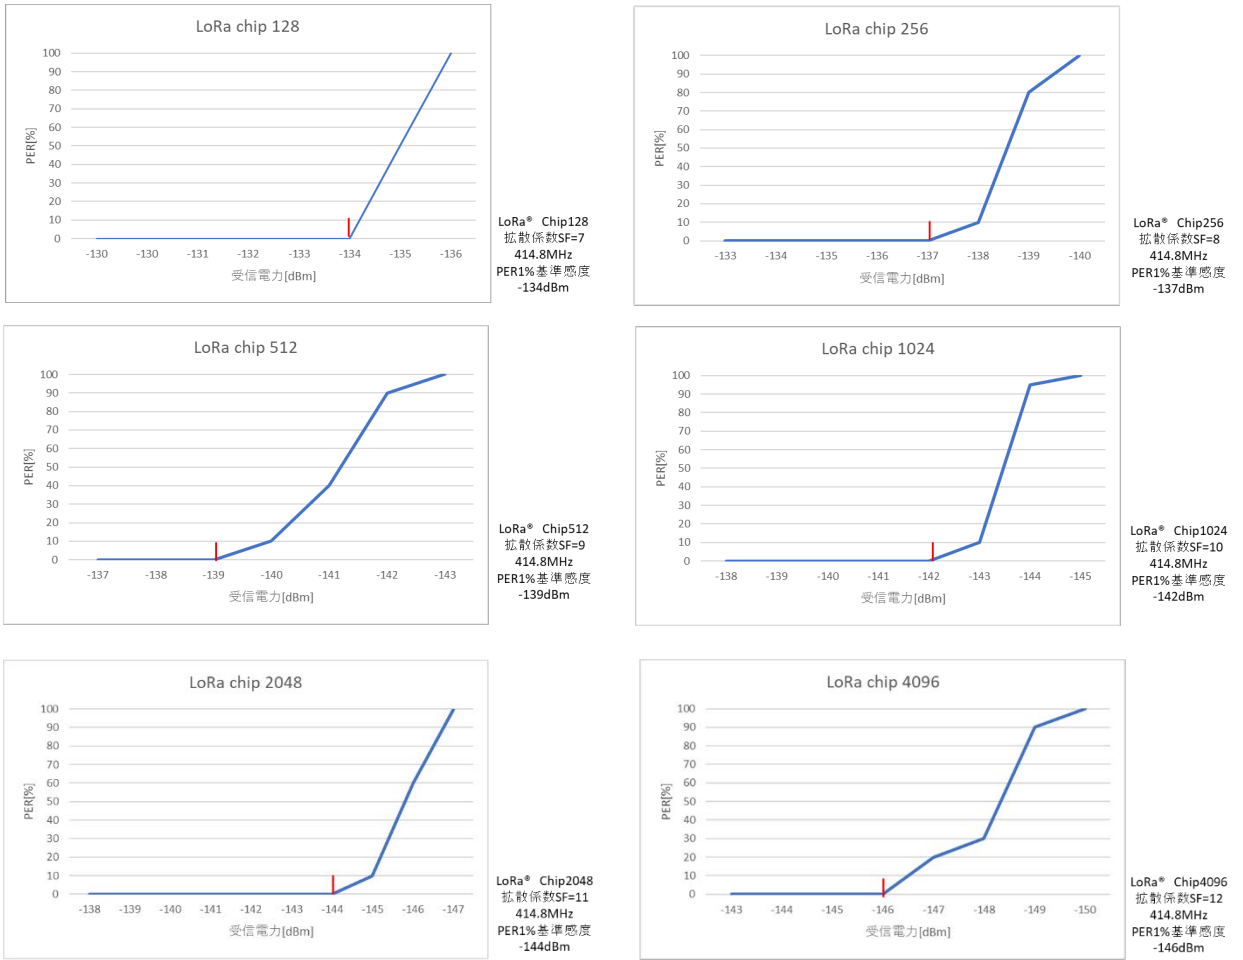 LoRa chip 128
100
90
80
70
60
50
40
30
20
10
0
PER[%]
-130 -130 -131 -132 -133 -134 -135 -136
受信電力[dBm]
LoRa® Chip128
拡散係数SF=7
414.8MHz
PER1%基準感度
-134dBm
LoRa chip 256
100
90
80
70
60
50
40
30
20
10
0
PER[%]
-133 -134 -135 -136 -137 -138 -139 -140
受信電力[dBm]
LoRa® Chip256
拡散係数SF=8
414.8MHz
PER1%基準感度
-137dBm
LoRa chip 512
100
90
80
70
60
50
40
30
20
10
0
PER[%]
-137 -138 -139 -140 -141 -142 -143
受信電力[dBm]
LoRa® Chip512
拡散係数SF=9
414.8MHz
PER1%基準感度
-139dBm
LoRa chip 1024
100
90
80
70
60
50
40
30
20
10
0
PER[%]
-138 -139 -140 -141 -142 -143 -144 -145
受信電力[dBm]
LoRa® Chip1024
拡散係数SF=10
414.8MHz
PER1%基準感度
-142dBm
LoRa chip 2048
100
90
80
70
60
50
40
30
20
10
0
PER[%]
-138 -139 -140 -141 -142 -143 -144 -145 -146 -147
受信電力[dBm]
LoRa® Chip2048
拡散係数SF=11
414.8MHz
PER1%基準感度
-144dBm
LoRa chip 4096
100
90
80
70
60
50
40
30
20
10
0
PER[%]
-143 -144 -145 -146 -147 -148 -149 -150
受信電力[dBm]
LoRa® Chip4096
拡散係数SF=12
414.8MHz
PER1%基準感度
-146dBm